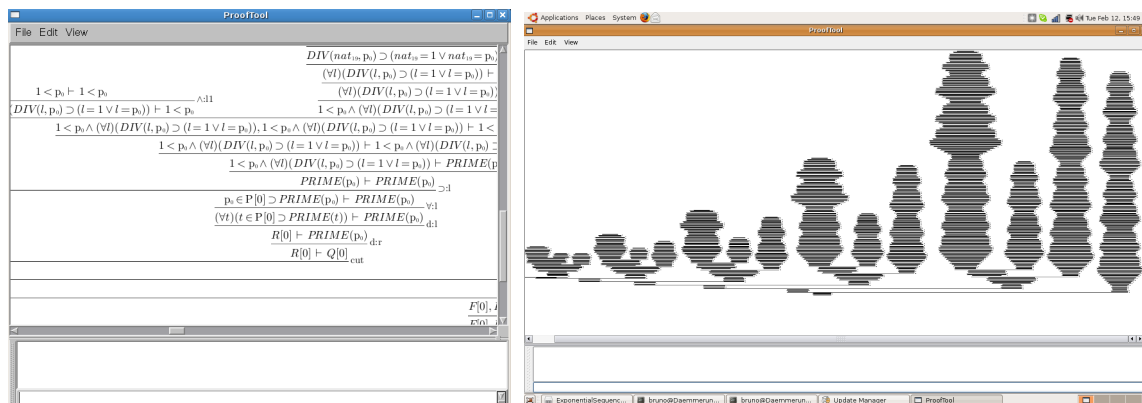 ProofTool
File Edit View
DIV(nat₁₉, p₀) ⊃ (nat₁₉ = 1 ∨ nat₁₉ = p₀)
(∀l)(DIV(l, p₀) ⊃ (l = 1 ∨ l = p₀)) ⊢
1 < p₀ ⊢ 1 < p₀
(∀l)(DIV(l, p₀) ⊃ (l = 1 ∨ l = p₀))
∧:l1
(DIV(l, p₀) ⊃ (l = 1 ∨ l = p₀)) ⊢ 1 < p₀
1 < p₀ ∧ (∀l)(DIV(l, p₀) ⊃ (l = 1 ∨ l =
1 < p₀ ∧ (∀l)(DIV(l, p₀) ⊃ (l = 1 ∨ l = p₀)), 1 < p₀ ∧ (∀l)(DIV(l, p₀) ⊃ (l = 1 ∨ l = p₀)) ⊢ 1 <
1 < p₀ ∧ (∀l)(DIV(l, p₀) ⊃ (l = 1 ∨ l = p₀)) ⊢ 1 < p₀ ∧ (∀l)(DIV(l, p₀) ⊃
1 < p₀ ∧ (∀l)(DIV(l, p₀) ⊃ (l = 1 ∨ l = p₀)) ⊢ PRIME(p
PRIME(p₀) ⊢ PRIME(p₀)
⊃:l
p₀ ∈ P[0] ⊃ PRIME(p₀) ⊢ PRIME(p₀)
∀:l
(∀t)(t ∈ P[0] ⊃ PRIME(t)) ⊢ PRIME(p₀)
d:l
R[0] ⊢ PRIME(p₀)
d:r
R[0] ⊢ Q[0]
cut
F[0],
Applications Places System
Tue Feb 12, 15:49
ProofTool
File Edit View
ExponentialSequenc... bruno@Daemmerun... bruno@Daemmerun... Update Manager ProofTool